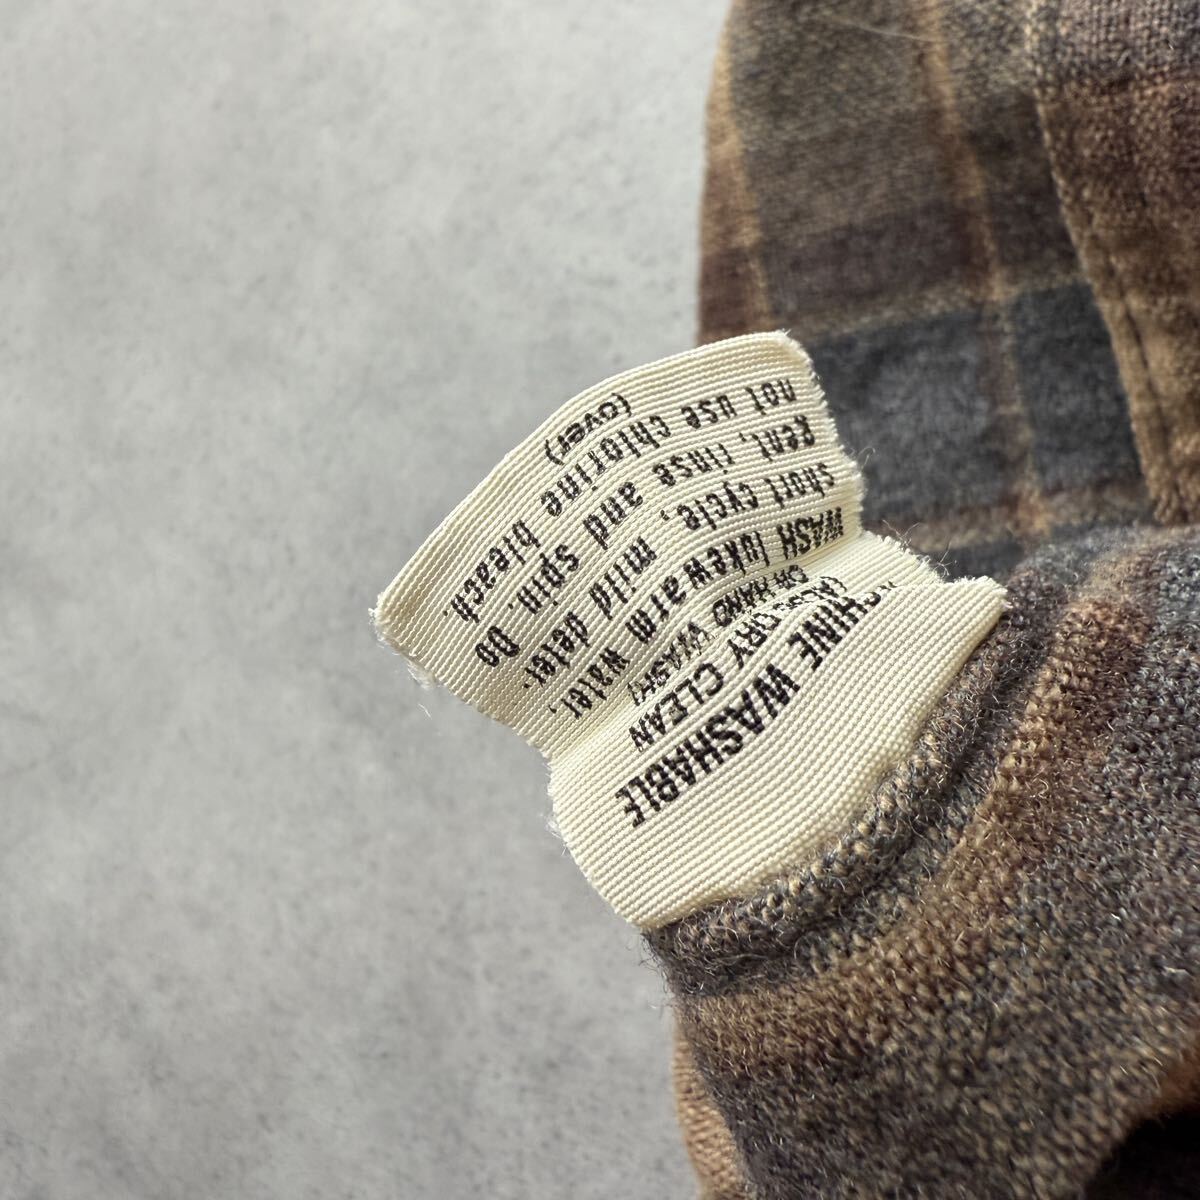 MACHINE WASHABLE
(ALSO DRY CLEAN
OR HAND WASH)
WASH lukewarm water,
short cycle, mild deter-
gent, rinse and spin. Do
not use chlorine bleach.
(over)